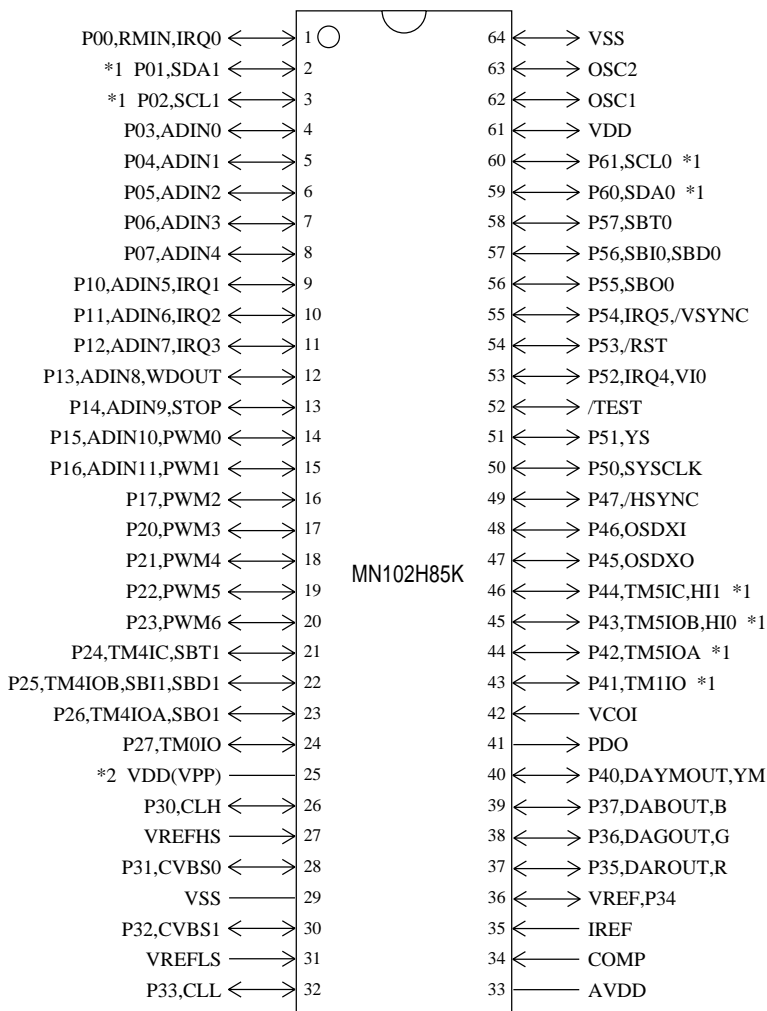 P00,RMIN,IRQ0 1 64 VSS
*1 P01,SDA1 2 63 OSC2
*1 P02,SCL1 3 62 OSC1
P03,ADIN0 4 61 VDD
P04,ADIN1 5 60 P61,SCL0 *1
P05,ADIN2 6 59 P60,SDA0 *1
P06,ADIN3 7 58 P57,SBT0
P07,ADIN4 8 57 P56,SBI0,SBD0
P10,ADIN5,IRQ1 9 56 P55,SBO0
P11,ADIN6,IRQ2 10 55 P54,IRQ5,/VSYNC
P12,ADIN7,IRQ3 11 54 P53,/RST
P13,ADIN8,WDOUT 12 53 P52,IRQ4,VI0
P14,ADIN9,STOP 13 52 /TEST
P15,ADIN10,PWM0 14 51 P51,YS
P16,ADIN11,PWM1 15 50 P50,SYSCLK
P17,PWM2 16 49 P47,/HSYNC
P20,PWM3 17 48 P46,OSDXI
P21,PWM4 18 47 P45,OSDXO
MN102H85K
P22,PWM5 19 46 P44,TM5IC,HI1 *1
P23,PWM6 20 45 P43,TM5IOB,HI0 *1
P24,TM4IC,SBT1 21 44 P42,TM5IOA *1
P25,TM4IOB,SBI1,SBD1 22 43 P41,TM1IO *1
P26,TM4IOA,SBO1 23 42 VCOI
P27,TM0IO 24 41 PDO
*2 VDD(VPP) 25 40 P40,DAYMOUT,YM
P30,CLH 26 39 P37,DABOUT,B
VREFHS 27 38 P36,DAGOUT,G
P31,CVBS0 28 37 P35,DAROUT,R
VSS 29 36 VREF,P34
P32,CVBS1 30 35 IREF
VREFLS 31 34 COMP
P33,CLL 32 33 AVDD